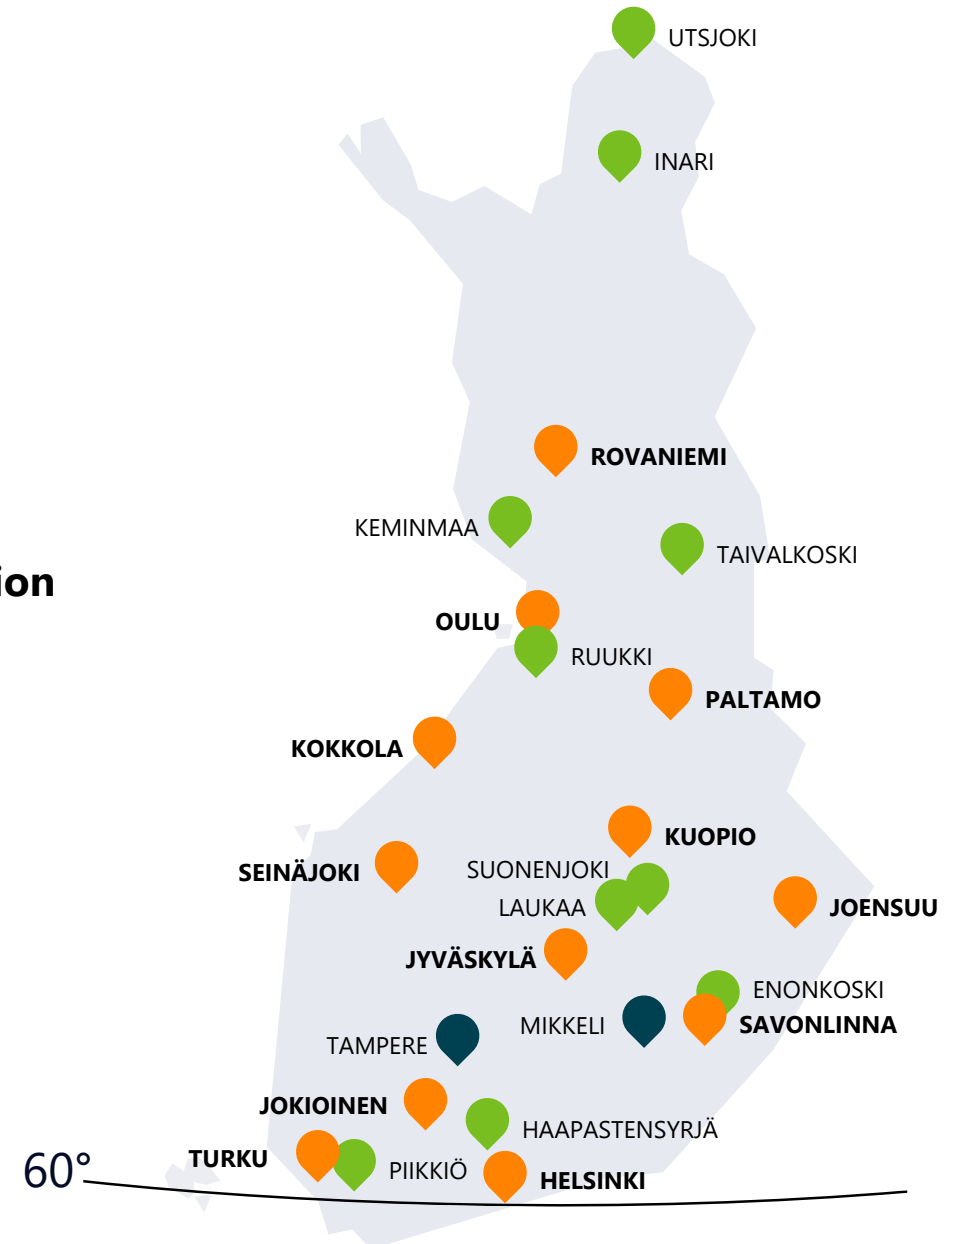 UTSJOKI
INARI
ROVANIEMI
KEMINMAA
TAIVALKOSKI
ion
OULU
RUUKKI
PALTAMO
KOKKOLA
KUOPIO
SUONENJOKI
SEINÄJOKI
LAUKAA
JOENSUU
JYVÄSKYLÄ
ENONKOSKI
MIKKELI
SAVONLINNA
TAMPERE
JOKIOINEN
HAAPASTENSYRJÄ
TURKU
60°
PIIKKIÖ
HELSINKI